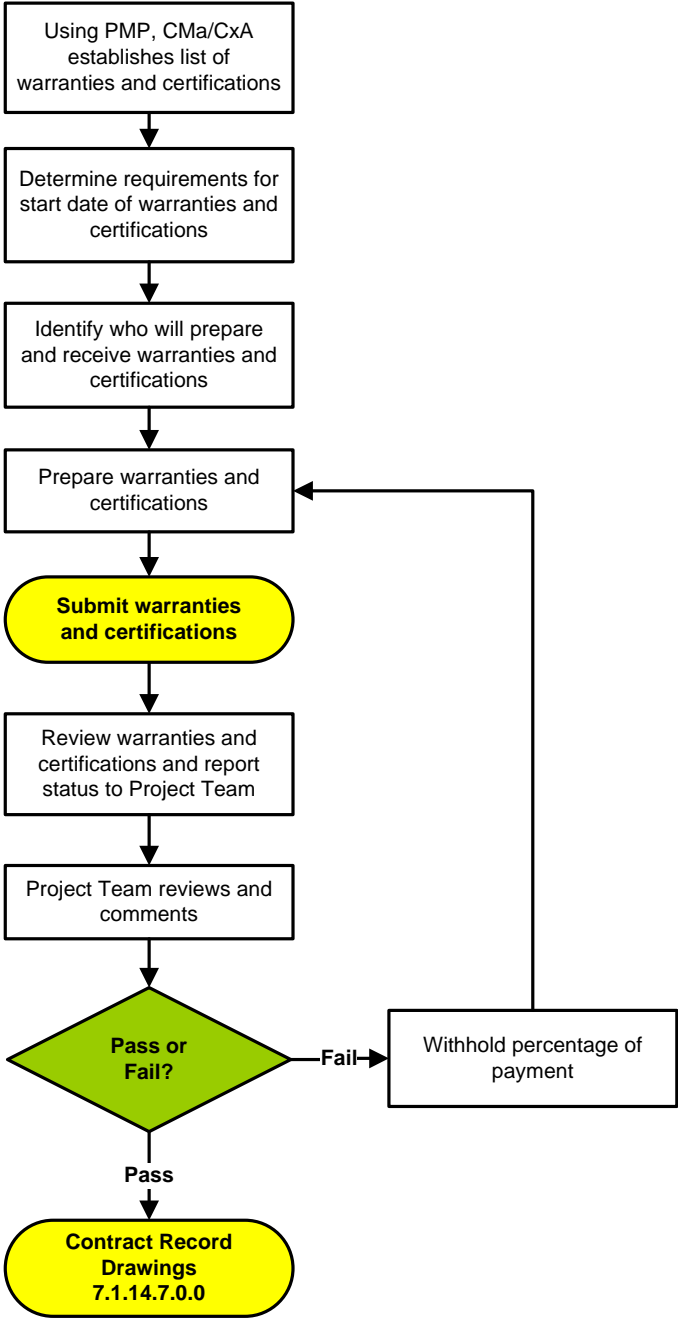 Using PMP, CMa/CxA
establishes list of
warranties and certifications
Determine requirements for
start date of warranties and
certifications
Identify who will prepare
and receive warranties and
certifications
Prepare warranties and
certifications
Submit warranties
and certifications
Review warranties and
certifications and report
status to Project Team
Project Team reviews and
comments
Pass or
Fail?
Fail
Withhold percentage of
payment
Pass
Contract Record
Drawings
7.1.14.7.0.0